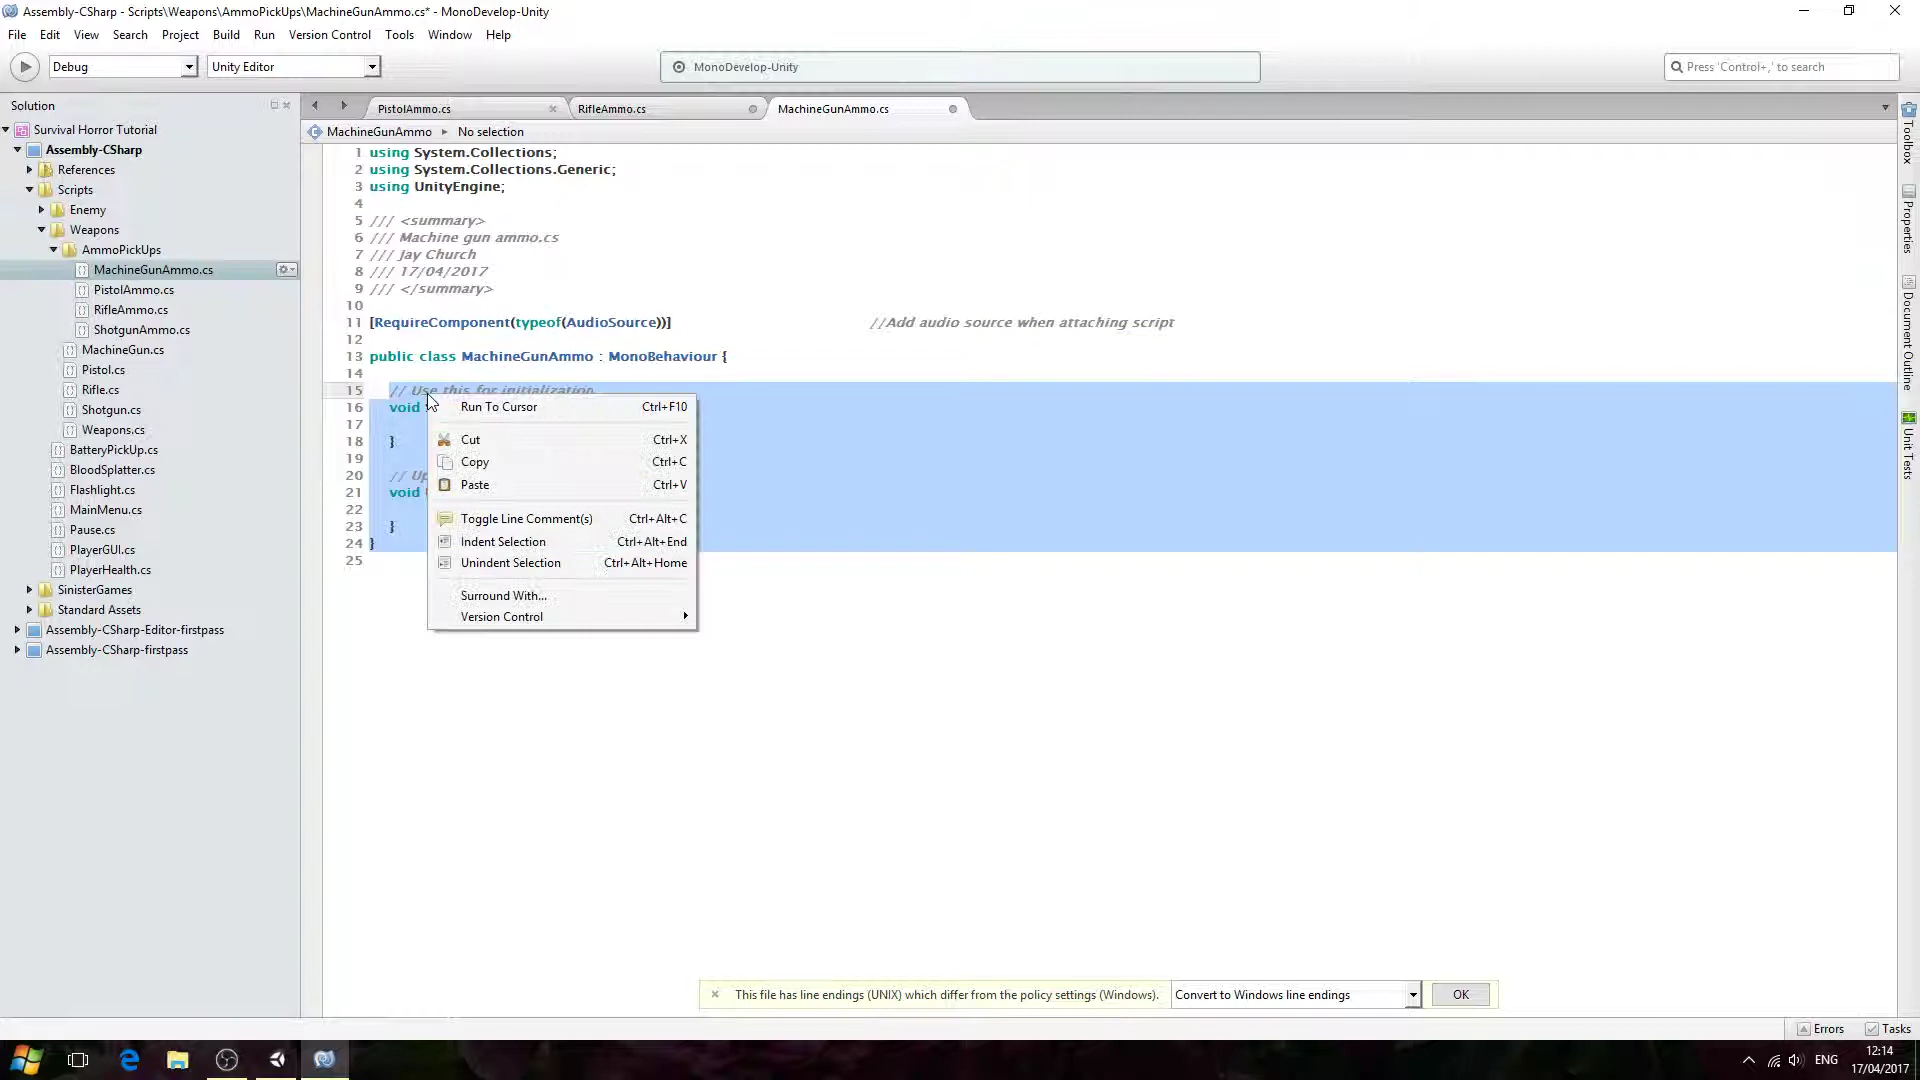 Assembly-CSharp - Scripts\Weapons\AmmoPickUps\MachineGunAmmo.cs* - MonoDevelop-Unity
File Edit View Search Project Build Run Version Control Tools Window Help
Debug
Unity Editor
MonoDevelop-Unity
Press 'Control+,' to search
Solution
Survival Horror Tutorial
Assembly-CSharp
References
Scripts
Enemy
Weapons
AmmoPickUps
MachineGunAmmo.cs
PistolAmmo.cs
RifleAmmo.cs
ShotgunAmmo.cs
MachineGun.cs
Pistol.cs
Rifle.cs
Shotgun.cs
Weapons.cs
BatteryPickUp.cs
BloodSplatter.cs
Flashlight.cs
MainMenu.cs
Pause.cs
PlayerGUI.cs
PlayerHealth.cs
SinisterGames
Standard Assets
Assembly-CSharp-Editor-firstpass
Assembly-CSharp-firstpass
PistolAmmo.cs RifleAmmo.cs MachineGunAmmo.cs
MachineGunAmmo No selection
1 using System.Collections;
2 using System.Collections.Generic;
3 using UnityEngine;
4
5 /// <summary>
6 /// Machine gun ammo.cs
7 /// Jay Church
8 /// 17/04/2017
9 /// </summary>
10
11 [RequireComponent(typeof(AudioSource))] //Add audio source when attaching script
12
13 public class MachineGunAmmo : MonoBehaviour {
14
15 // Use this for initialization
16 void
17
18 }
19
20 // Up
21 void
22
23 }
24 }
25
Run To Cursor Ctrl+F10
Cut Ctrl+X
Copy Ctrl+C
Paste Ctrl+V
Toggle Line Comment(s) Ctrl+Alt+C
Indent Selection Ctrl+Alt+End
Unindent Selection Ctrl+Alt+Home
Surround With...
Version Control
Toolbox
Properties
Document Outline
Unit Tests
This file has line endings (UNIX) which differ from the policy settings (Windows). Convert to Windows line endings OK
Errors Tasks
ENG
12:14
17/04/2017